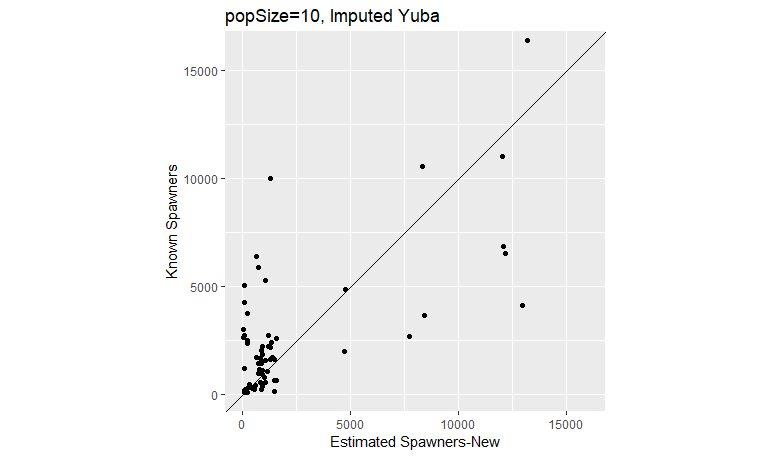 popSize=10, Imputed Yuba
15000
10000
5000
0
Known Spawners
0 5000 10000 15000
Estimated Spawners-New